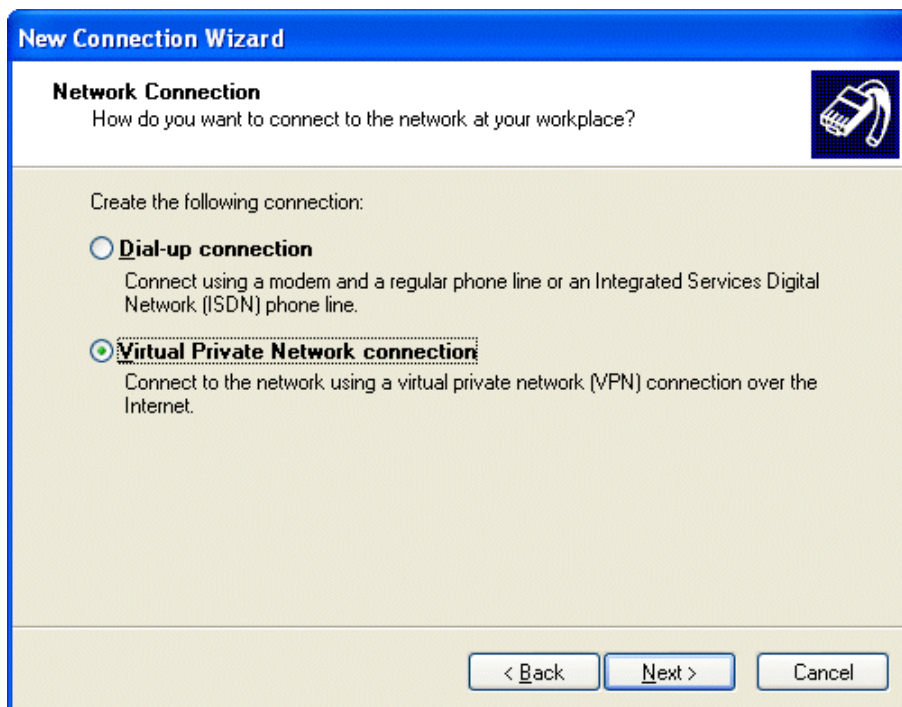 New Connection Wizard
Network Connection
How do you want to connect to the network at your workplace?
Create the following connection:
Dial-up connection
Connect using a modem and a regular phone line or an Integrated Services Digital
Network (ISDN) phone line.
Virtual Private Network connection
Connect to the network using a virtual private network (VPN) connection over the
Internet.
< Back
Next >
Cancel